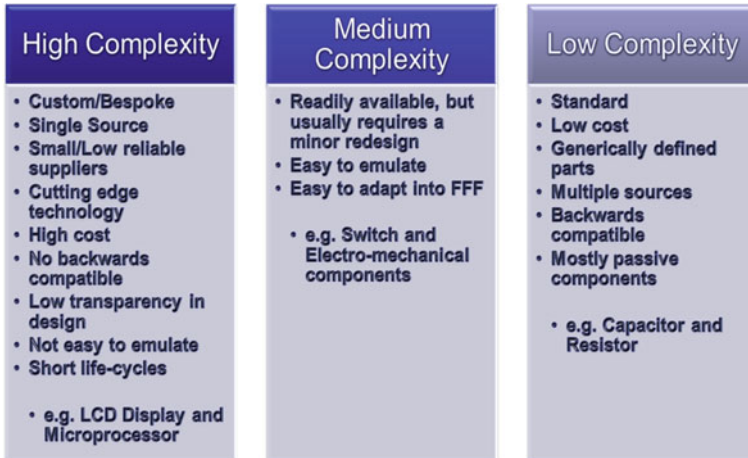 High Complexity
• Custom/Bespoke
• Single Source
• Small/Low reliable
suppliers
• Cutting edge
technology
• High cost
• No backwards
compatible
• Low transparency in
design
• Not easy to emulate
• Short life-cycles
• e.g. LCD Display and
Microprocessor
Medium
Complexity
• Readily available, but
usually requires a
minor redesign
• Easy to emulate
• Easy to adapt into FFF
• e.g. Switch and
Electro-mechanical
components
Low Complexity
• Standard
• Low cost
• Generically defined
parts
• Multiple sources
• Backwards
compatible
• Mostly passive
components
• e.g. Capacitor and
Resistor